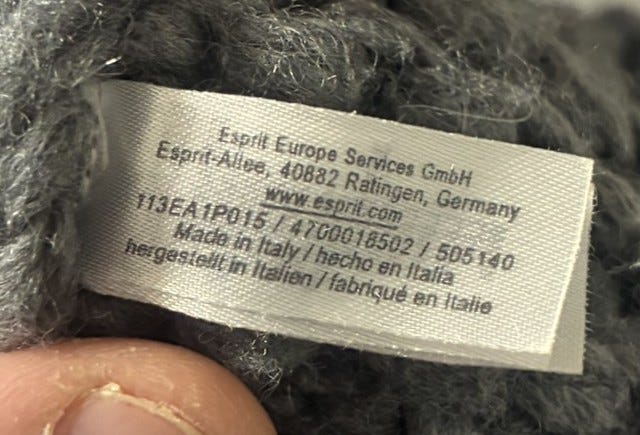 Esprit Europe Services GmbH
Esprit-Allee, 40882 Ratingen, Germany
www.esprit.com
113EA1P015 / 4700018502 / 505140
Made in Italy / hecho en Italia
hergestellt in Italien / fabriqué en Italie